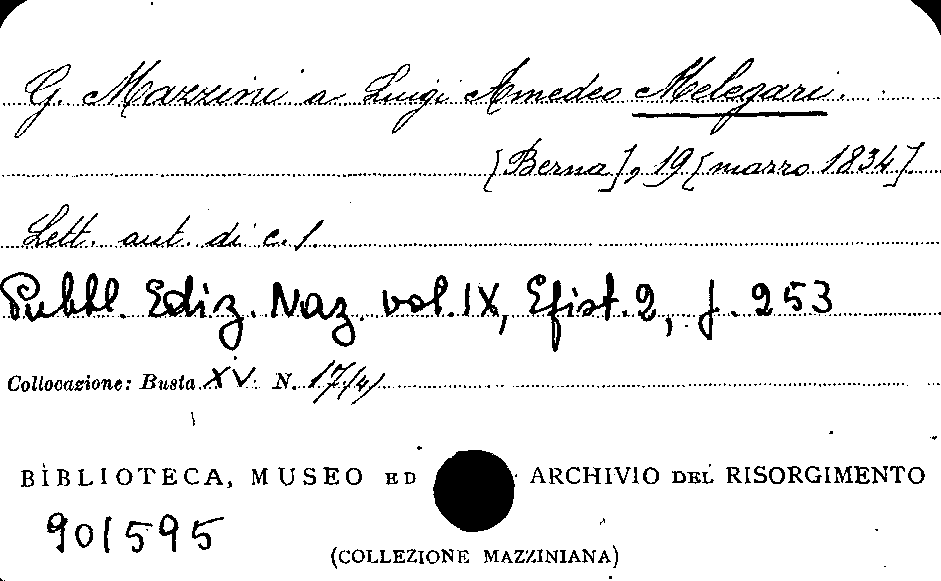 G. Mazzini a Luigi Amedeo Melegari.
[Berna], 19 [marzo 1834].
Lett. aut. di c. 1.
Pubbl. Ediz. Naz. vol. IX, Epist. 2, p. 253
Collocazione: Busta XV N. 17/4/
BIBLIOTECA, MUSEO ED ARCHIVIO DEL RISORGIMENTO
901595
(COLLEZIONE MAZZINIANA)